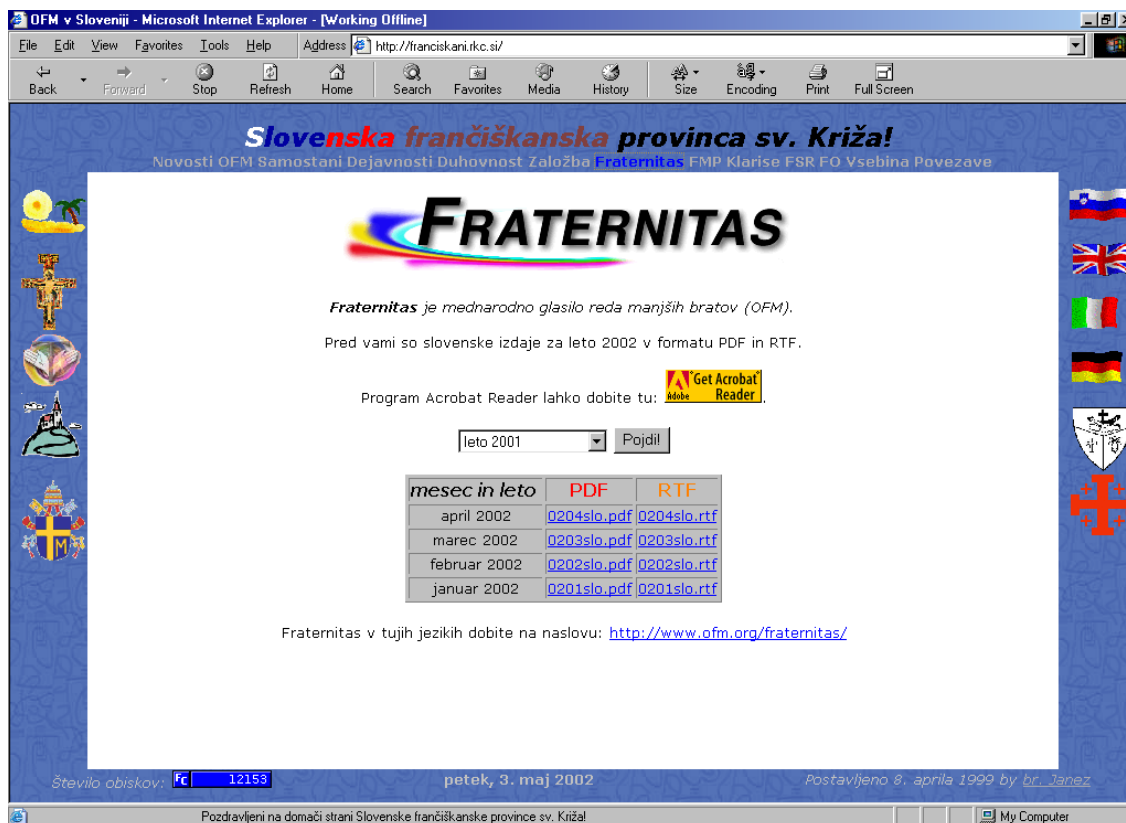 OFM v Sloveniji - Microsoft Internet Explorer - [Working Offline]
File Edit View Favorites Tools Help Address http://franciskani.rkc.si/
Back Forward Stop Refresh Home Search Favorites Media History Size Encoding Print Full Screen
Slovenska frančiškanska provinca sv. Križa!
Novosti OFM Samostani Dejavnosti Duhovnost Založba Fraternitas FMP Klarise FSR FO Vsebina Povezave
FRATERNITAS
Fraternitas je mednarodno glasilo reda manjših bratov (OFM).
Pred vami so slovenske izdaje za leto 2002 v formatu PDF in RTF.
Program Acrobat Reader lahko dobite tu: Adobe Get Acrobat Reader.
leto 2001 Pojdi!
mesec in leto PDF RTF
april 2002 0204slo.pdf 0204slo.rtf
marec 2002 0203slo.pdf 0203slo.rtf
februar 2002 0202slo.pdf 0202slo.rtf
januar 2002 0201slo.pdf 0201slo.rtf
Fraternitas v tujih jezikih dobite na naslovu: http://www.ofm.org/fraternitas/
Število obiskov: FC 12153 petek, 3. maj 2002 Postavljeno 8. aprila 1999 by br. Janez
Pozdravljeni na domači strani Slovenske frančiškanske province sv. Križa! My Computer